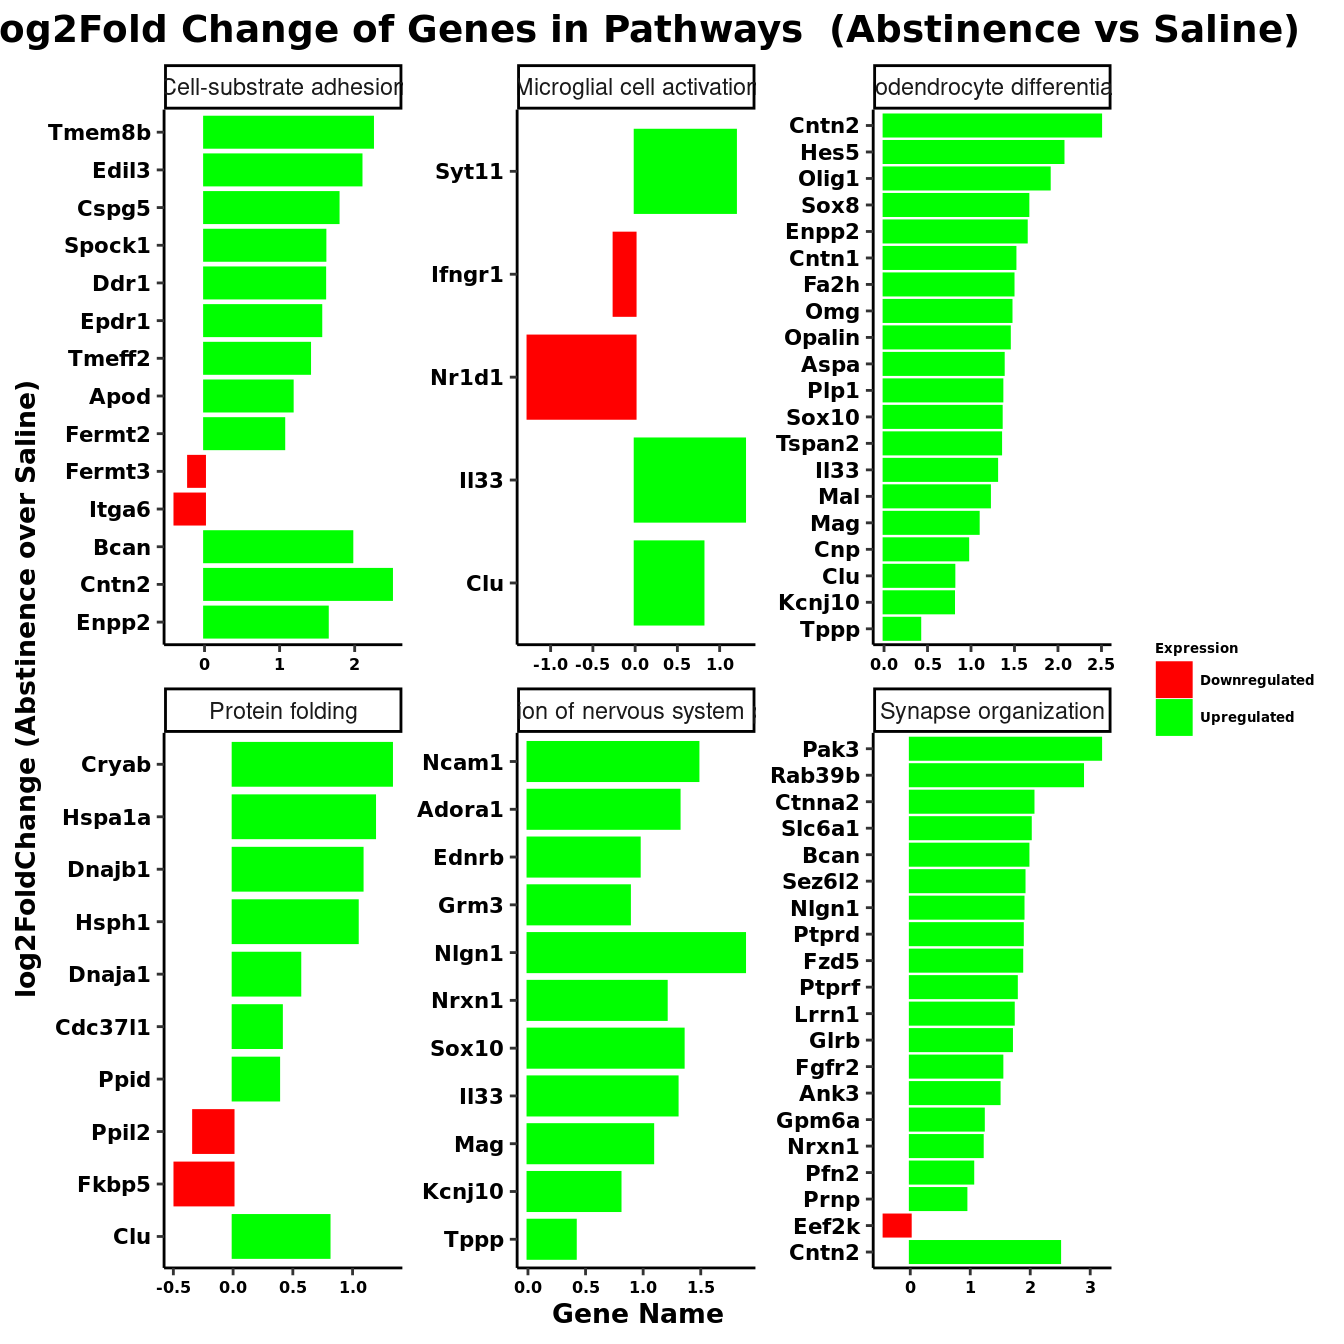 og2Fold Change of Genes in Pathways (Abstinence vs Saline)
log2FoldChange (Abstinence over Saline)
Cell-substrate adhesion
Tmem8b
Edil3
Cspg5
Spock1
Ddr1
Epdr1
Tmeff2
Apod
Fermt2
Fermt3
Itga6
Bcan
Cntn2
Enpp2
0 1 2
Microglial cell activation
Syt11
Ifngr1
Nr1d1
Il33
Clu
-1.0 -0.5 0.0 0.5 1.0
odendrocyte differentia
Cntn2
Hes5
Olig1
Sox8
Enpp2
Cntn1
Fa2h
Omg
Opalin
Aspa
Plp1
Sox10
Tspan2
Il33
Mal
Mag
Cnp
Clu
Kcnj10
Tppp
0.0 0.5 1.0 1.5 2.0 2.5
Expression
Downregulated
Upregulated
Protein folding
Cryab
Hspa1a
Dnajb1
Hsph1
Dnaja1
Cdc37l1
Ppid
Ppil2
Fkbp5
Clu
-0.5 0.0 0.5 1.0
ion of nervous system
Ncam1
Adora1
Ednrb
Grm3
Nlgn1
Nrxn1
Sox10
Il33
Mag
Kcnj10
Tppp
0.0 0.5 1.0 1.5
Synapse organization
Pak3
Rab39b
Ctnna2
Slc6a1
Bcan
Sez6l2
Nlgn1
Ptprd
Fzd5
Ptprf
Lrrn1
Glrb
Fgfr2
Ank3
Gpm6a
Nrxn1
Pfn2
Prnp
Eef2k
Cntn2
0 1 2 3
Gene Name